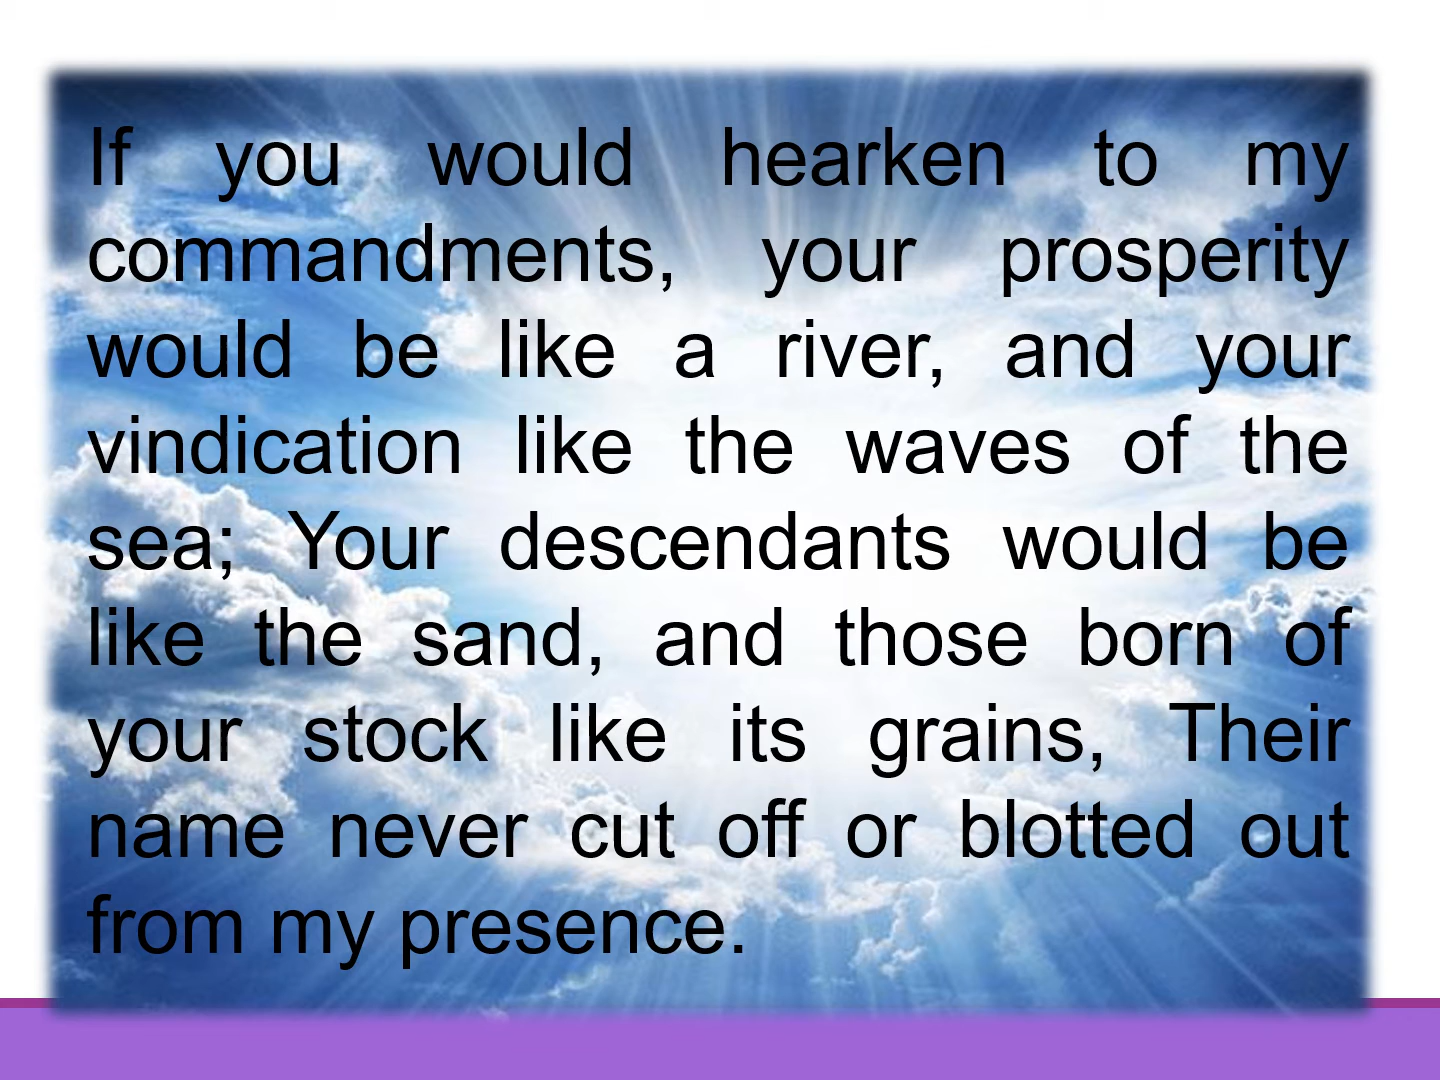 If you would hearken to my
commandments, your prosperity
would be like a river, and your
vindication like the waves of the
sea; Your descendants would be
like the sand, and those born of
your stock like its grains, Their
name never cut off or blotted out
from my presence.